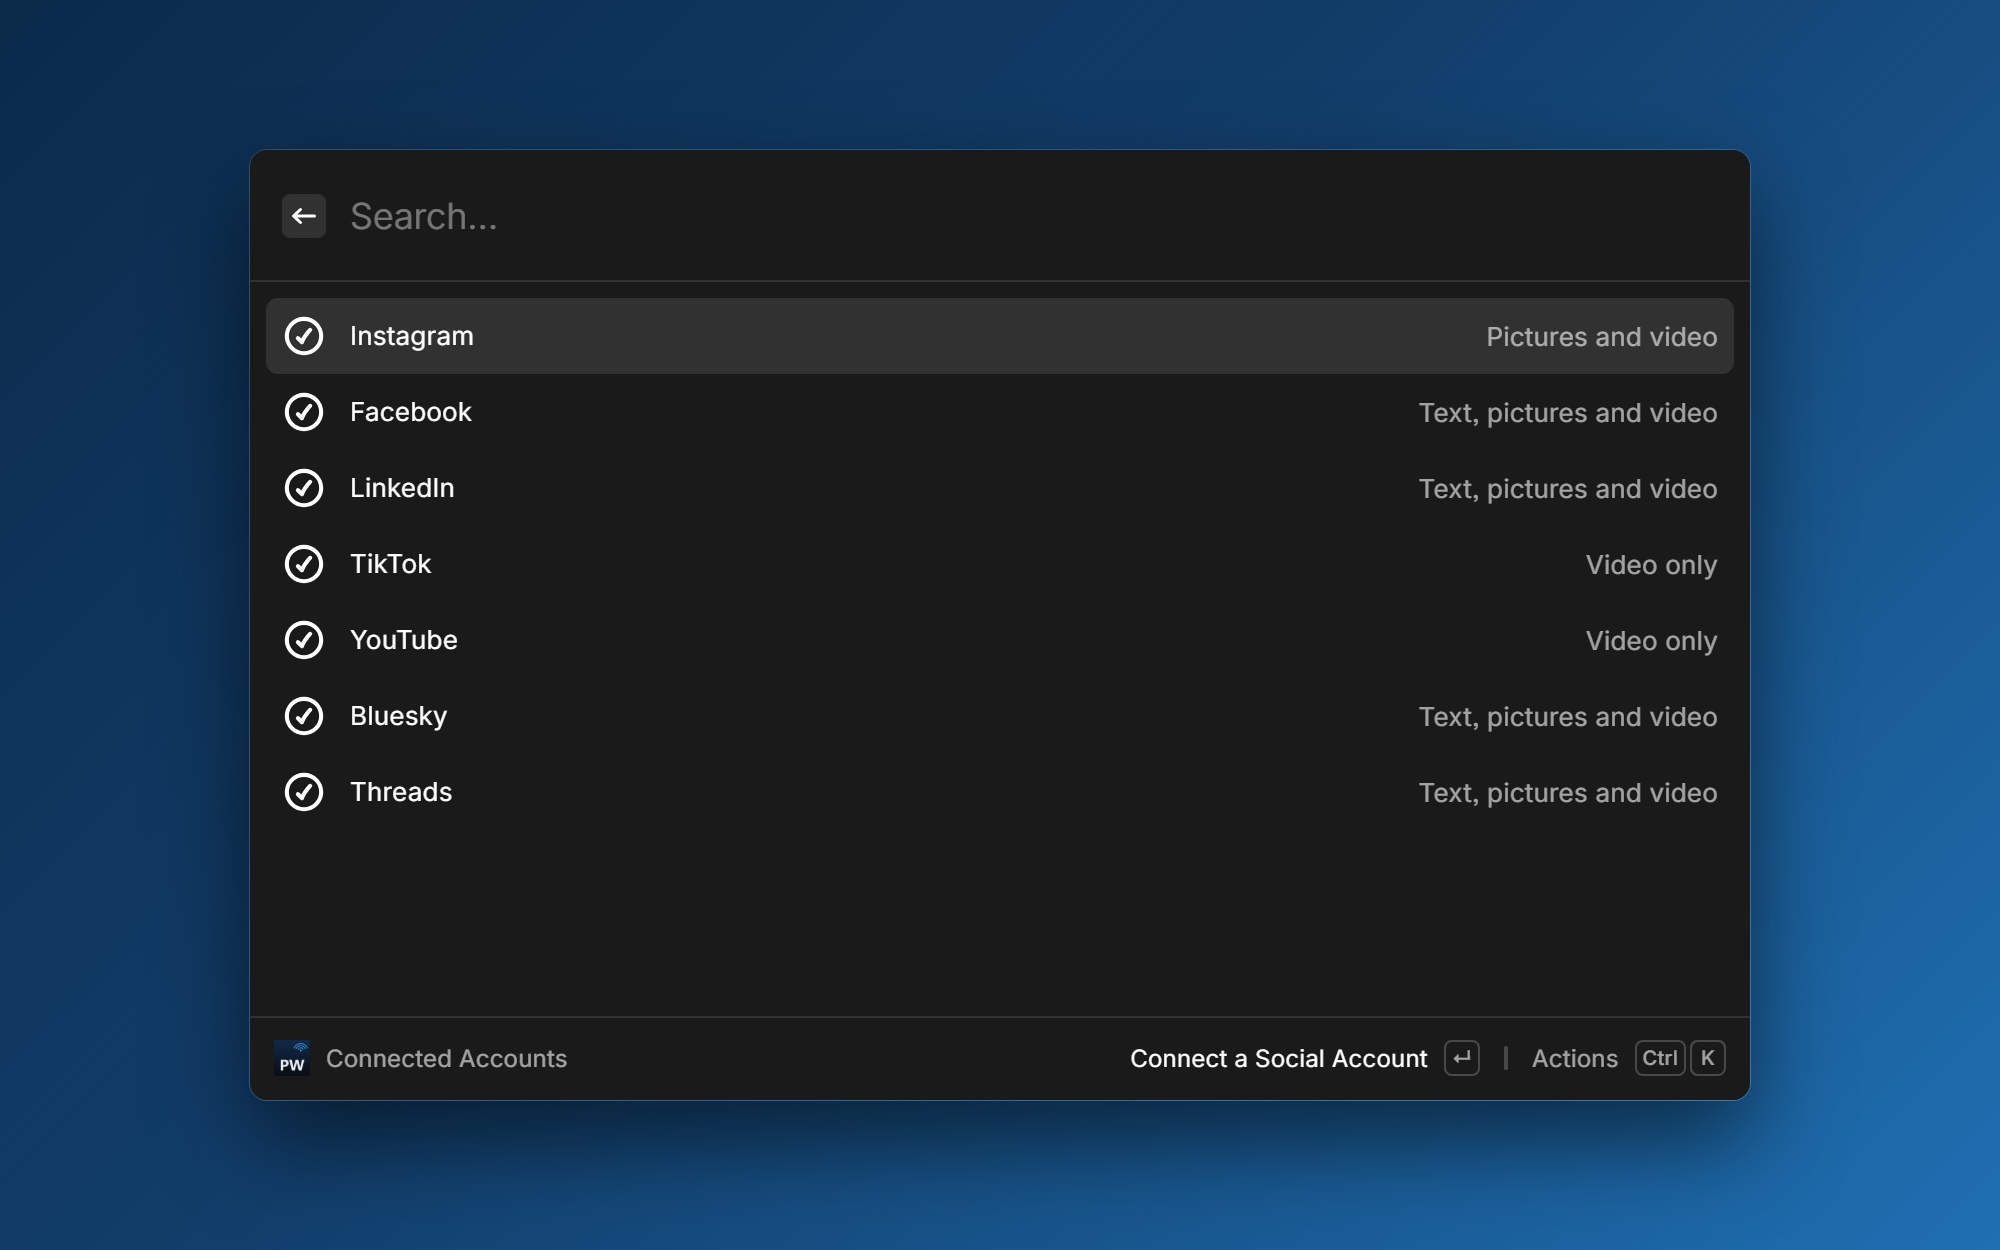 Search...
Instagram Pictures and video
Facebook Text, pictures and video
LinkedIn Text, pictures and video
TikTok Video only
YouTube Video only
Bluesky Text, pictures and video
Threads Text, pictures and video
PW Connected Accounts Connect a Social Account Actions Ctrl K